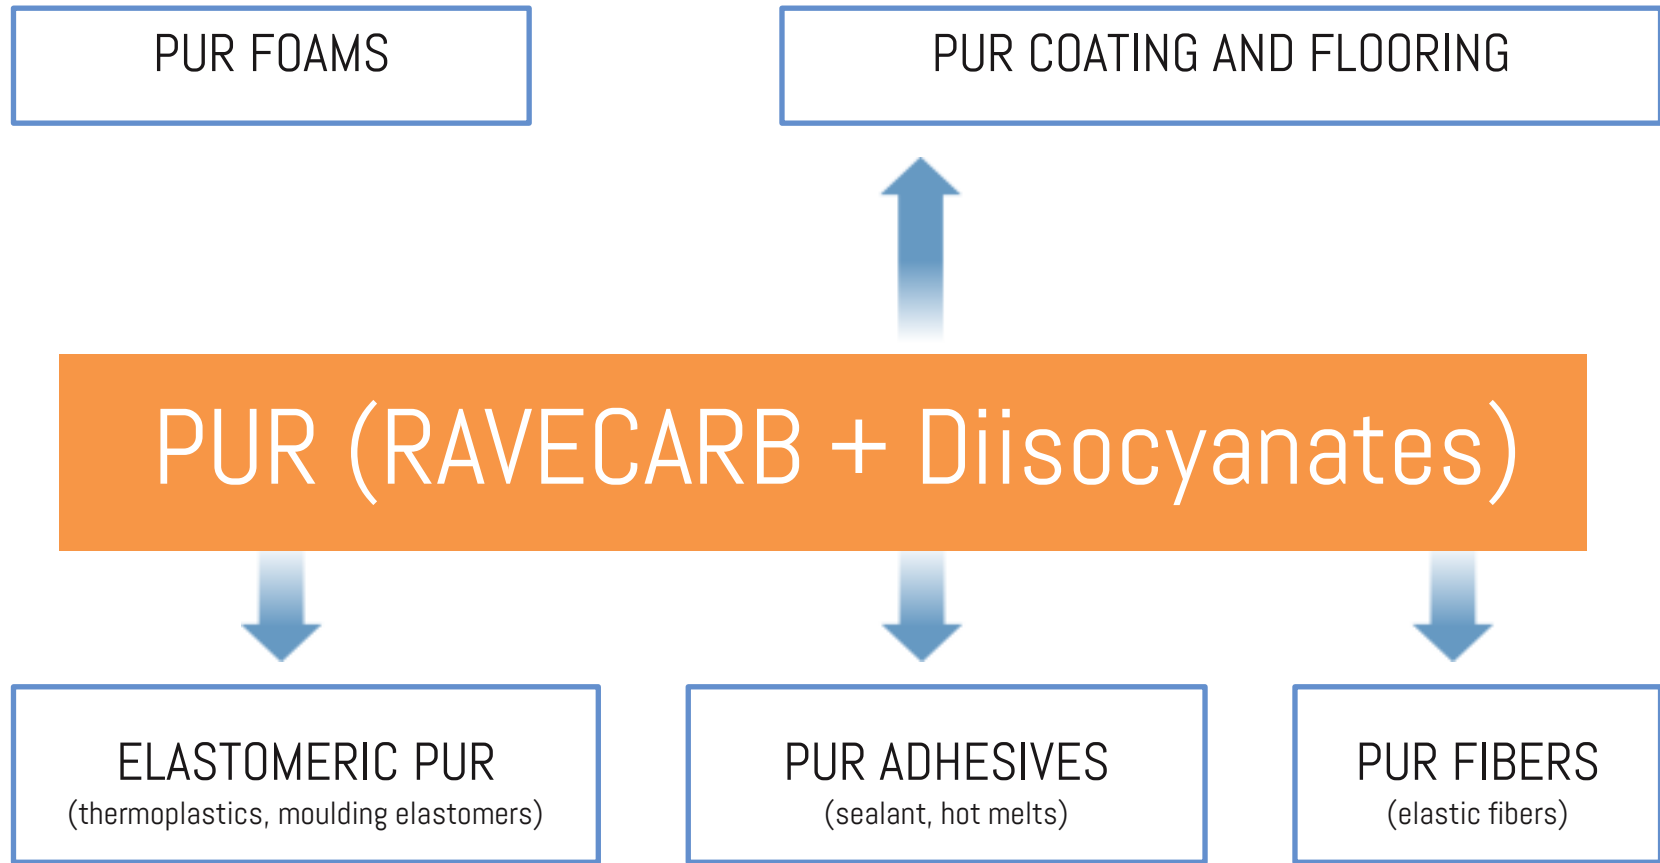 PUR FOAMS
PUR COATING AND FLOORING
PUR (RAVECARB + Diisocyanates)
ELASTOMERIC PUR
(thermoplastics, moulding elastomers)
PUR ADHESIVES
(sealant, hot melts)
PUR FIBERS
(elastic fibers)